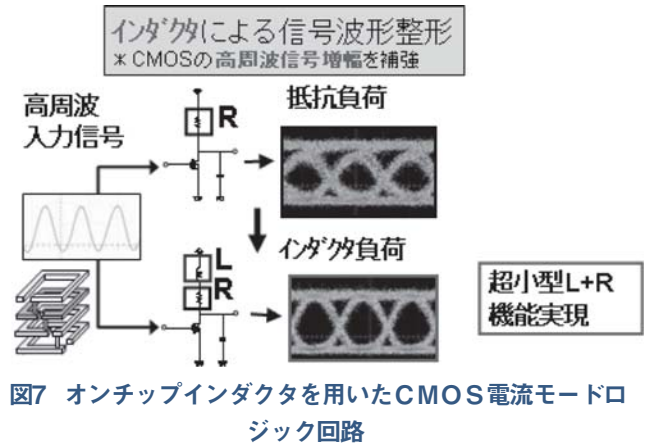 インダクタによる信号波形整形
*CMOSの高周波信号増幅を補強
高周波
入力信号
R
抵抗負荷
L
R
インダクタ負荷
超小型L+R
機能実現
図7 オンチップインダクタを用いたCMOS電流モードロ
ジック回路